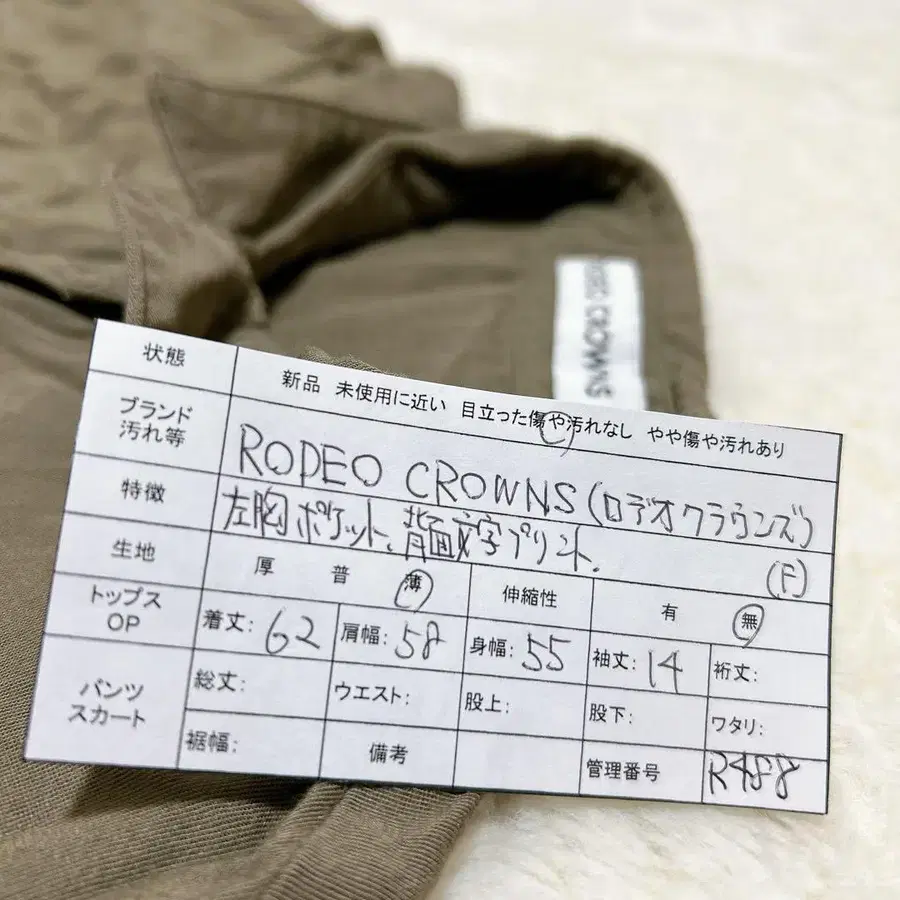 ODEO CROWNS
状態 新品 未使用に近い 目立った傷や汚れなし やや傷や汚れあり
ブランド
汚れ等
RODEO CROWNS(ロデオクラウンズ)
特徴 左胸ポケット、背面文字プリント.
(F)
生地 厚 普 薄 伸縮性 有 無
トップス
OP
着丈: 62 肩幅: 58 身幅: 55 袖丈: 14 裄丈:
パンツ
スカート
総丈: ウエスト: 股上: 股下: ワタリ:
裾幅: 備考 管理番号 R488